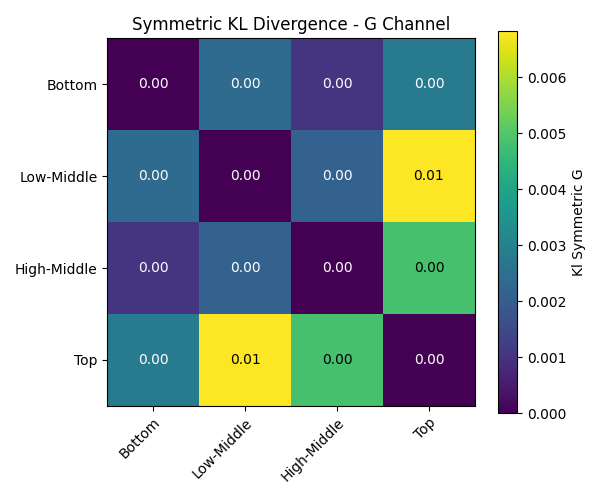 Symmetric KL Divergence - G Channel
Bottom
0.00 0.00 0.00 0.00
Low-Middle
0.00 0.00 0.00 0.01
High-Middle
0.00 0.00 0.00 0.00
Top
0.00 0.01 0.00 0.00
Bottom
Low-Middle
High-Middle
Top
0.006
0.005
0.004
0.003
0.002
0.001
0.000
Kl Symmetric G